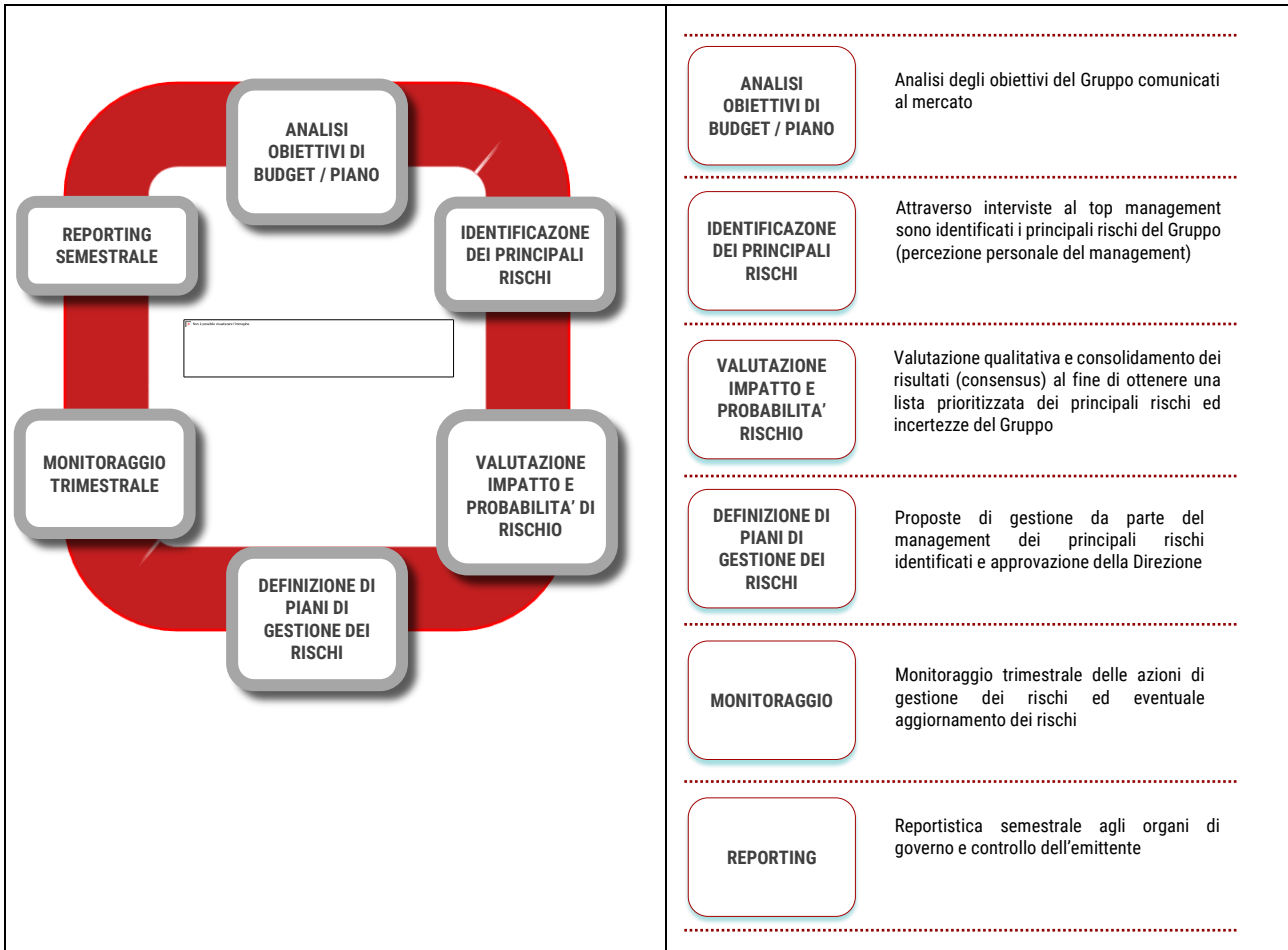 ANALISI
OBIETTIVI DI
BUDGET / PIANO
REPORTING
SEMESTRALE
IDENTIFICAZONE
DEI PRINCIPALI
RISCHI
Non è possibile visualizzare l'immagine.
MONITORAGGIO
TRIMESTRALE
VALUTAZIONE
IMPATTO E
PROBABILITA' DI
RISCHIO
DEFINIZIONE DI
PIANI DI
GESTIONE DEI
RISCHI
ANALISI
OBIETTIVI DI
BUDGET / PIANO
Analisi degli obiettivi del Gruppo comunicati
al mercato
IDENTIFICAZONE
DEI PRINCIPALI
RISCHI
Attraverso interviste al top management
sono identificati i principali rischi del Gruppo
(percezione personale del management)
VALUTAZIONE
IMPATTO E
PROBABILITA'
RISCHIO
Valutazione qualitativa e consolidamento dei
risultati (consensus) al fine di ottenere una
lista prioritizzata dei principali rischi ed
incertezze del Gruppo
DEFINIZIONE DI
PIANI DI
GESTIONE DEI
RISCHI
Proposte di gestione da parte del
management dei principali rischi
identificati e approvazione della Direzione
MONITORAGGIO
Monitoraggio trimestrale delle azioni di
gestione dei rischi ed eventuale
aggiornamento dei rischi
REPORTING
Reportistica semestrale agli organi di
governo e controllo dell'emittente